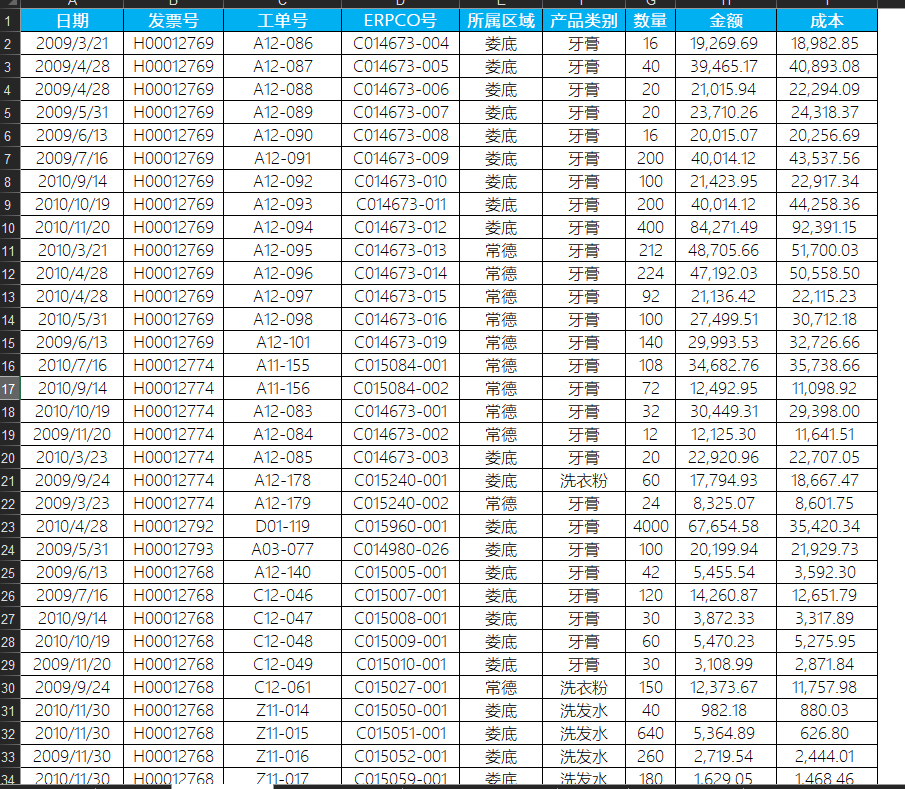 日期 发票号 工单号 ERPCO号 所属区域 产品类别 数量 金额 成本
1
2 2009/3/21 H00012769 A12-086 C014673-004 娄底 牙膏 16 19,269.69 18,982.85
3 2009/4/28 H00012769 A12-087 C014673-005 娄底 牙膏 40 39,465.17 40,893.08
4 2009/4/28 H00012769 A12-088 C014673-006 娄底 牙膏 20 21,015.94 22,294.09
5 2009/5/31 H00012769 A12-089 C014673-007 娄底 牙膏 20 23,710.26 24,318.37
6 2009/6/13 H00012769 A12-090 C014673-008 娄底 牙膏 16 20,015.07 20,256.69
7 2009/7/16 H00012769 A12-091 C014673-009 娄底 牙膏 200 40,014.12 43,537.56
8 2010/9/14 H00012769 A12-092 C014673-010 娄底 牙膏 100 21,423.95 22,917.34
9 2010/10/19 H00012769 A12-093 C014673-011 娄底 牙膏 200 40,014.12 44,258.36
10 2010/11/20 H00012769 A12-094 C014673-012 娄底 牙膏 400 84,271.49 92,391.15
11 2010/3/21 H00012769 A12-095 C014673-013 常德 牙膏 212 48,705.66 51,700.03
12 2010/4/28 H00012769 A12-096 C014673-014 常德 牙膏 224 47,192.03 50,558.50
13 2010/4/28 H00012769 A12-097 C014673-015 常德 牙膏 92 21,136.42 22,115.23
14 2010/5/31 H00012769 A12-098 C014673-016 常德 牙膏 100 27,499.51 30,712.18
15 2009/6/13 H00012769 A12-101 C014673-019 常德 牙膏 140 29,993.53 32,726.66
16 2010/7/16 H00012774 A11-155 C015084-001 常德 牙膏 108 34,682.76 35,738.66
17 2010/9/14 H00012774 A11-156 C015084-002 常德 牙膏 72 12,492.95 11,098.92
18 2010/10/19 H00012774 A12-083 C014673-001 常德 牙膏 32 30,449.31 29,398.00
19 2009/11/20 H00012774 A12-084 C014673-002 常德 牙膏 12 12,125.30 11,641.51
20 2010/3/23 H00012774 A12-085 C014673-003 娄底 牙膏 20 22,920.96 22,707.05
21 2009/9/24 H00012774 A12-178 C015240-001 娄底 洗衣粉 60 17,794.93 18,667.47
22 2009/3/23 H00012774 A12-179 C015240-002 常德 牙膏 24 8,325.07 8,601.75
23 2010/4/28 H00012792 D01-119 C015960-001 娄底 牙膏 4000 67,654.58 35,420.34
24 2009/5/31 H00012793 A03-077 C014980-026 娄底 牙膏 100 20,199.94 21,929.73
25 2009/6/13 H00012768 A12-140 C015005-001 娄底 牙膏 42 5,455.54 3,592.30
26 2009/7/16 H00012768 C12-046 C015007-001 娄底 牙膏 120 14,260.87 12,651.79
27 2010/9/14 H00012768 C12-047 C015008-001 娄底 牙膏 30 3,872.33 3,317.89
28 2010/10/19 H00012768 C12-048 C015009-001 娄底 牙膏 60 5,470.23 5,275.95
29 2009/11/20 H00012768 C12-049 C015010-001 娄底 牙膏 30 3,108.99 2,871.84
30 2009/9/24 H00012768 C12-061 C015027-001 常德 洗衣粉 150 12,373.67 11,757.98
31 2010/11/30 H00012768 Z11-014 C015050-001 娄底 洗发水 40 982.18 880.03
32 2010/11/30 H00012768 Z11-015 C015051-001 娄底 洗发水 640 5,364.89 626.80
33 2009/11/30 H00012768 Z11-016 C015052-001 娄底 洗发水 260 2,719.54 2,444.01
34 2010/11/30 H00012768 Z11-017 C015059-001 娄底 洗发水 180 1,629.05 1,468.46